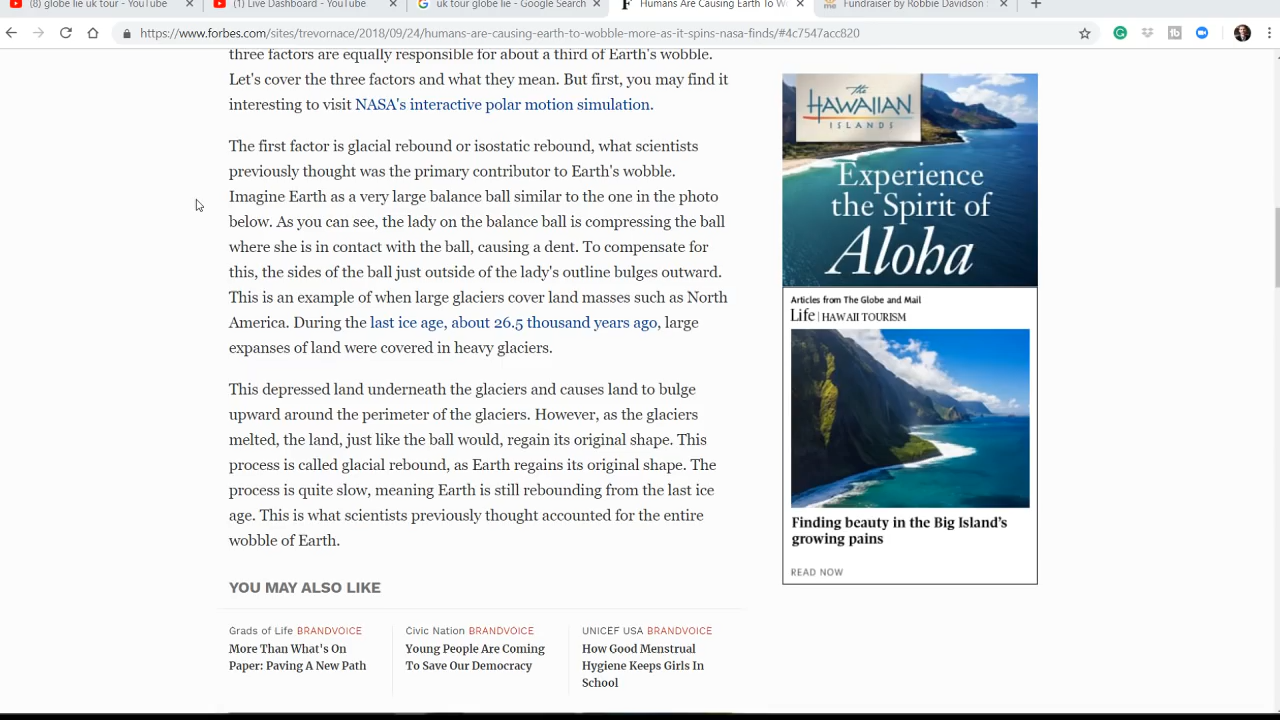 (8) globe lie uk tour - YouTube
(1) Live Dashboard - YouTube
uk tour globe lie - Google Search
Humans Are Causing Earth To W
Fundraiser by Robbie Davidson
https://www.forbes.com/sites/trevornace/2018/09/24/humans-are-causing-earth-to-wobble-more-as-it-spins-nasa-finds/#4c7547acc820
three factors are equally responsible for about a third of Earth's wobble.
Let's cover the three factors and what they mean. But first, you may find it
interesting to visit NASA's interactive polar motion simulation.
The first factor is glacial rebound or isostatic rebound, what scientists
previously thought was the primary contributor to Earth's wobble.
Imagine Earth as a very large balance ball similar to the one in the photo
below. As you can see, the lady on the balance ball is compressing the ball
where she is in contact with the ball, causing a dent. To compensate for
this, the sides of the ball just outside of the lady's outline bulges outward.
This is an example of when large glaciers cover land masses such as North
America. During the last ice age, about 26.5 thousand years ago, large
expanses of land were covered in heavy glaciers.
This depressed land underneath the glaciers and causes land to bulge
upward around the perimeter of the glaciers. However, as the glaciers
melted, the land, just like the ball would, regain its original shape. This
process is called glacial rebound, as Earth regains its original shape. The
process is quite slow, meaning Earth is still rebounding from the last ice
age. This is what scientists previously thought accounted for the entire
wobble of Earth.
YOU MAY ALSO LIKE
Grads of Life BRANDVOICE
More Than What's On
Paper: Paving A New Path
Civic Nation BRANDVOICE
Young People Are Coming
To Save Our Democracy
UNICEF USA BRANDVOICE
How Good Menstrual
Hygiene Keeps Girls In
School
the
HAWAIIAN
ISLANDS
Experience
the Spirit of
Aloha
Articles from The Globe and Mail
Life | HAWAII TOURISM
Finding beauty in the Big Island's
growing pains
READ NOW